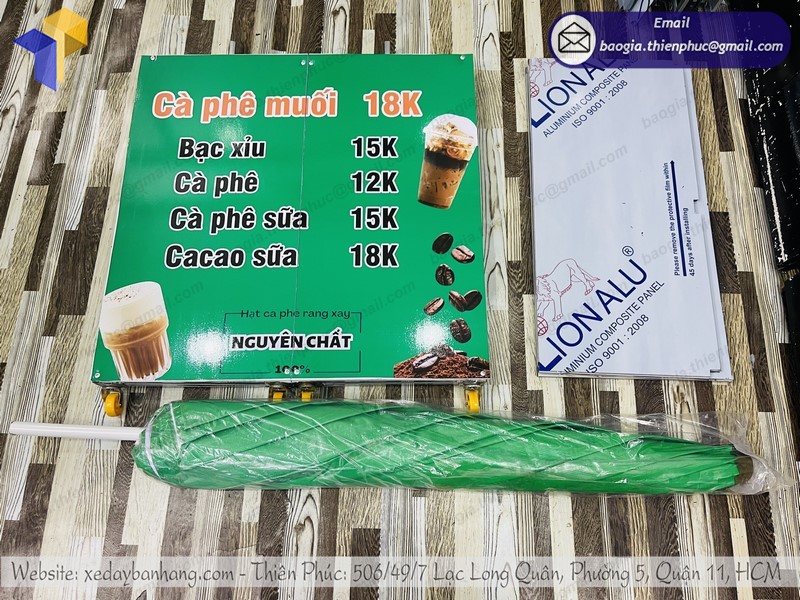 Email
baogia.thienphuc@gmail.com
Cà phê muối 18K
Bạc xỉu 15K
Cà phê 12K
Cà phê sữa 15K
Cacao sữa 18K
Hạt cà phê rang xay
NGUYÊN CHẤT
100%
LIONALU
ALUMINIUM COMPOSITE PANEL
ISO 9001 : 2008
Please remove the protective film within
45 days after installing
LIONALU®
ALUMINIUM COMPOSITE PANEL
ISO 9001 : 2008
Website: xedaybanhang.com - Thiên Phúc: 506/49/7 Lạc Long Quân, Phường 5, Quận 11, HCM